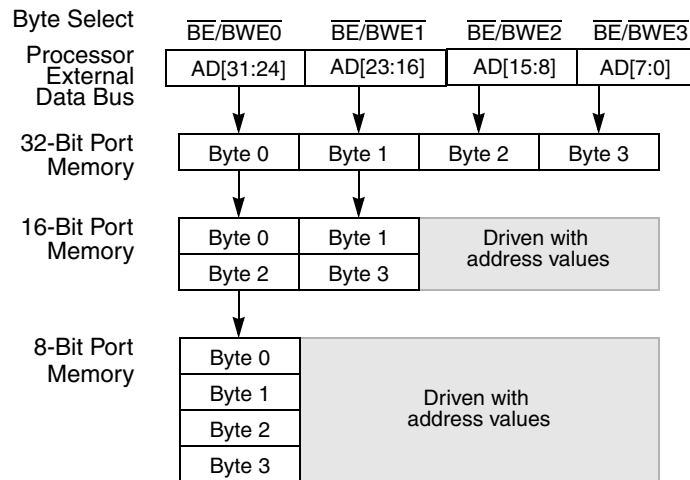 Byte Select
BE/BWE0 BE/BWE1 BE/BWE2 BE/BWE3
Processor
External
Data Bus
AD[31:24] AD[23:16] AD[15:8] AD[7:0]
32-Bit Port
Memory
Byte 0 Byte 1 Byte 2 Byte 3
16-Bit Port
Memory
Byte 0 Byte 1
Byte 2 Byte 3
Driven with
address values
8-Bit Port
Memory
Byte 0
Byte 1
Byte 2
Byte 3
Driven with
address values